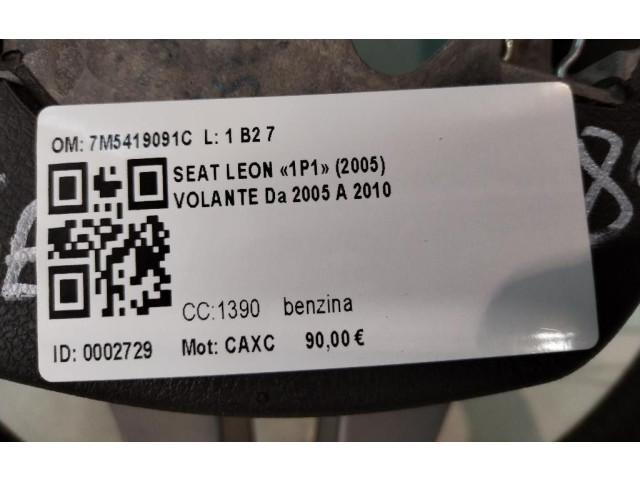 OM: 7M5419091C L: 1 B2 7
SEAT LEON «1P1» (2005)
VOLANTE Da 2005 A 2010
CC:1390 benzina
ID: 0002729 Mot: CAXC 90,00 €